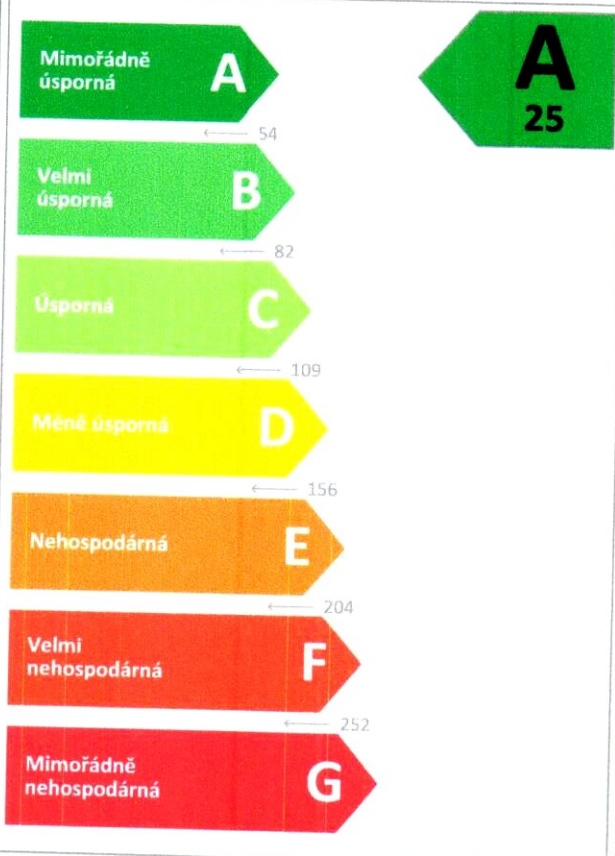 Mimořádně
úsporná
A
A
25
54
Velmi
úsporná
B
82
Úsporná
C
109
Méně úsporná
D
156
Nehospodárná
E
204
Velmi
nehospodárná
F
252
Mimořádně
nehospodárná
G